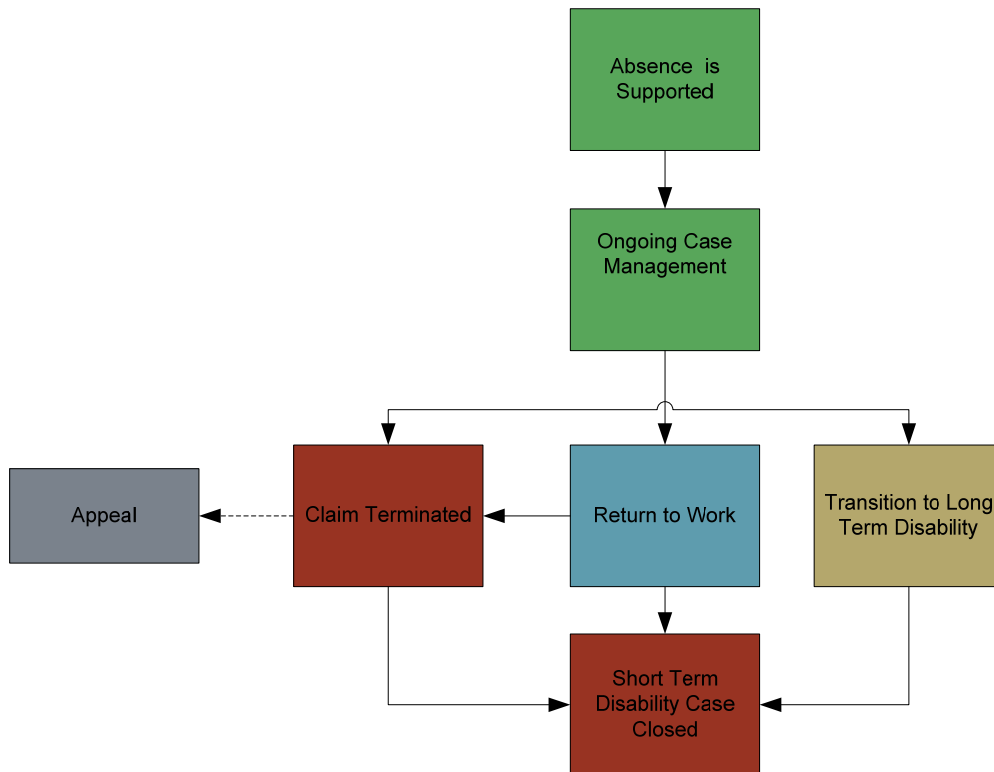 Absence is
Supported
Ongoing Case
Management
Appeal
Claim Terminated
Return to Work
Transition to Long
Term Disability
Short Term
Disability Case
Closed